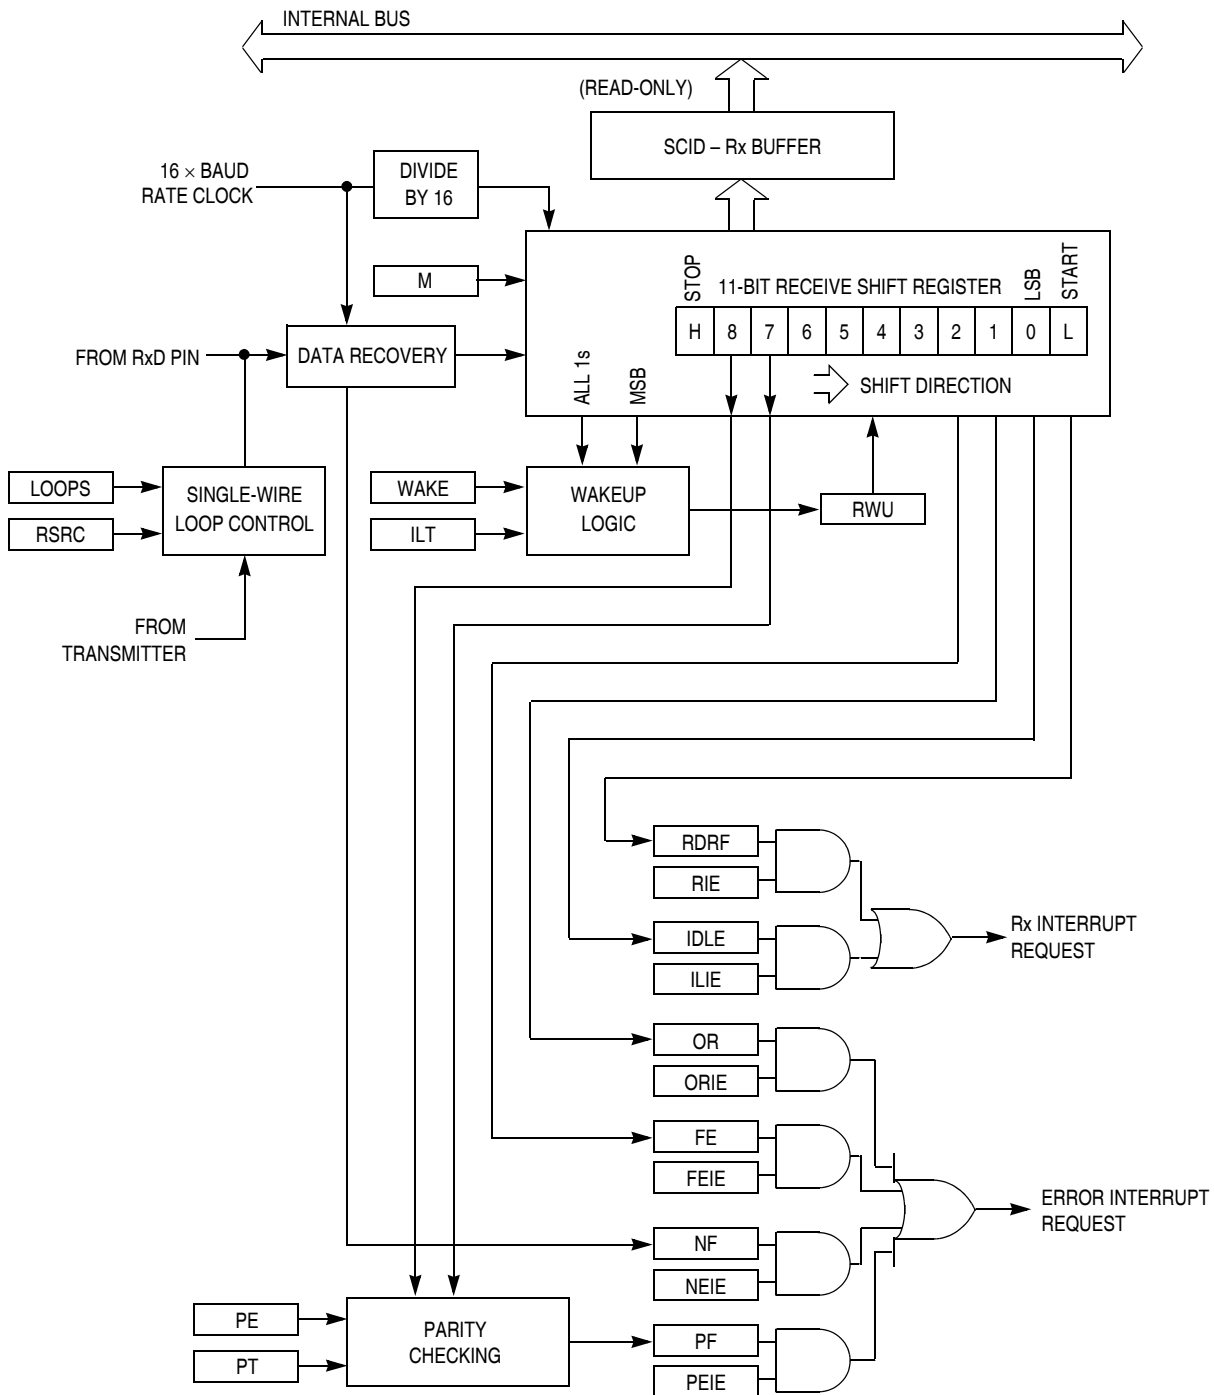 INTERNAL BUS
(READ-ONLY)
SCID – Rx BUFFER
16 × BAUD
RATE CLOCK
DIVIDE
BY 16
M
STOP
11-BIT RECEIVE SHIFT REGISTER
LSB
START
H 8 7 6 5 4 3 2 1 0 L
FROM RxD PIN
DATA RECOVERY
ALL 1s
MSB
SHIFT DIRECTION
LOOPS
RSRC
SINGLE-WIRE
LOOP CONTROL
WAKE
ILT
WAKEUP
LOGIC
RWU
FROM
TRANSMITTER
RDRF
RIE
IDLE
ILIE
Rx INTERRUPT
REQUEST
OR
ORIE
FE
FEIE
ERROR INTERRUPT
REQUEST
NF
NEIE
PE
PT
PARITY
CHECKING
PF
PEIE